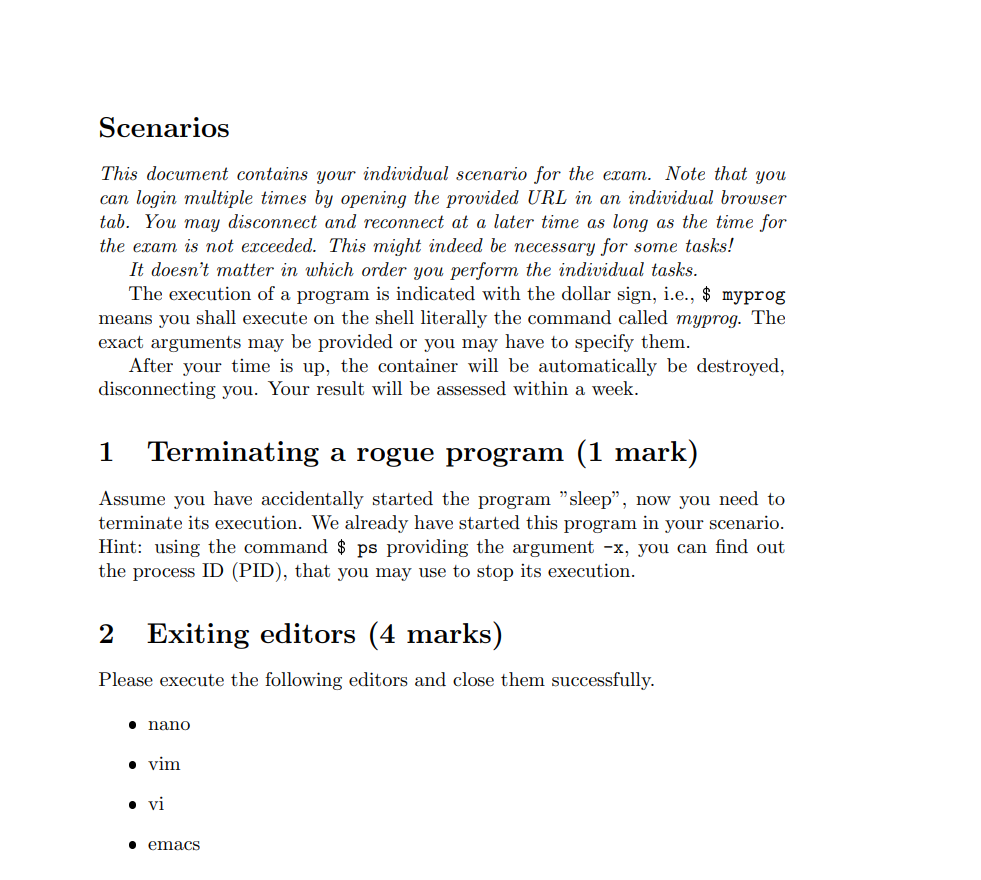 Scenarios
This document contains your individual scenario for the exam. Note that you
can login multiple times by opening the provided URL in an individual browser
tab. You may disconnect and reconnect at a later time as long as the time for
the exam is not exceeded. This might indeed be necessary for some tasks!
It doesn't matter in which order you perform the individual tasks.
The execution of a program is indicated with the dollar sign, i.e., $ myprog
means you shall execute on the shell literally the command called myprog. The
exact arguments may be provided or you may have to specify them.
After your time is up, the container will be automatically be destroyed,
disconnecting you. Your result will be assessed within a week.
1 Terminating a rogue program (1 mark)
Assume you have accidentally started the program ”sleep”, now you need to
terminate its execution. We already have started this program in your scenario.
Hint: using the command $ ps providing the argument -x, you can find out
the process ID (PID), that you may use to stop its execution.
2 Exiting editors (4 marks)
Please execute the following editors and close them successfully.
• nano
• vim
• vi
• emacs